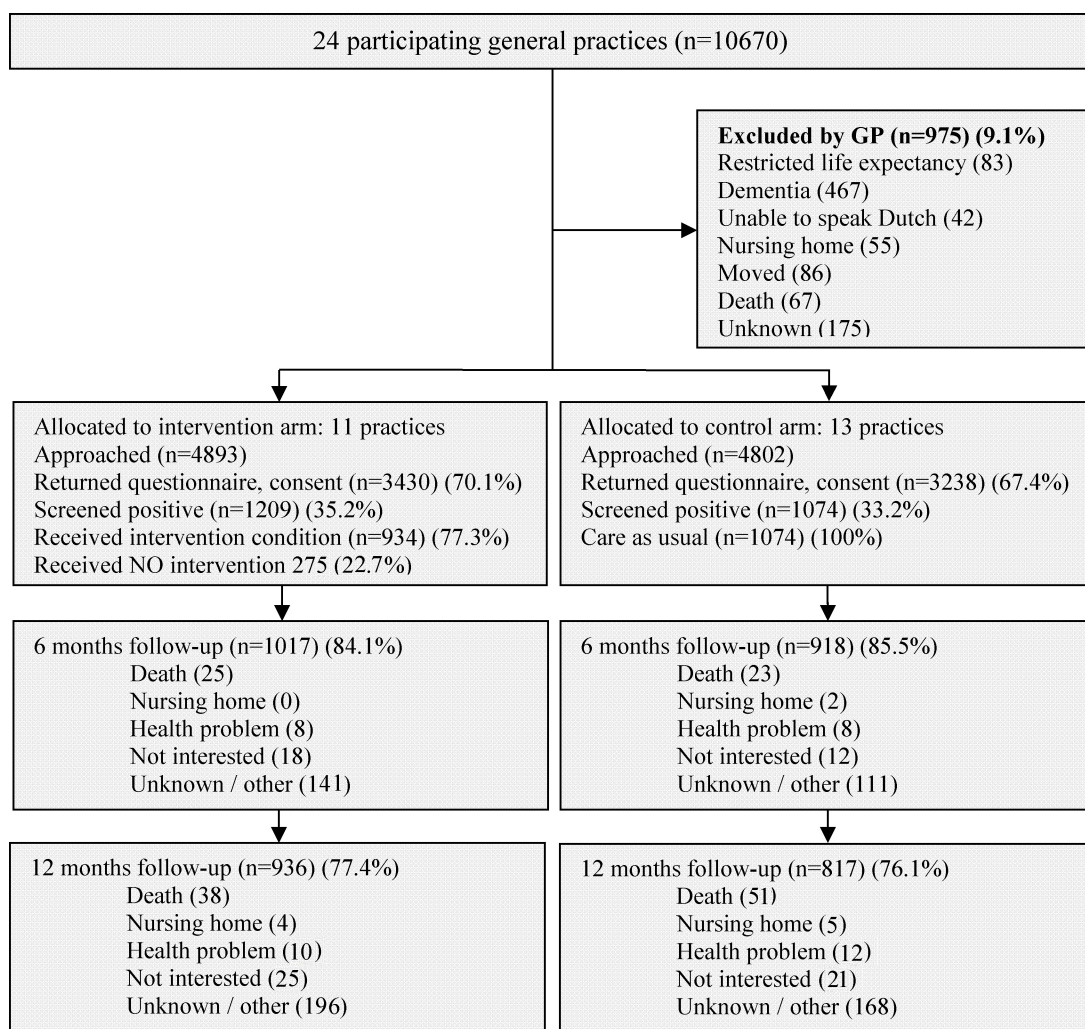 24 participating general practices (n=10670)
Excluded by GP (n=975) (9.1%)
Restricted life expectancy (83)
Dementia (467)
Unable to speak Dutch (42)
Nursing home (55)
Moved (86)
Death (67)
Unknown (175)
Allocated to intervention arm: 11 practices
Approached (n=4893)
Returned questionnaire, consent (n=3430) (70.1%)
Screened positive (n=1209) (35.2%)
Received intervention condition (n=934) (77.3%)
Received NO intervention 275 (22.7%)
Allocated to control arm: 13 practices
Approached (n=4802)
Returned questionnaire, consent (n=3238) (67.4%)
Screened positive (n=1074) (33.2%)
Care as usual (n=1074) (100%)
6 months follow-up (n=1017) (84.1%)
Death (25)
Nursing home (0)
Health problem (8)
Not interested (18)
Unknown / other (141)
6 months follow-up (n=918) (85.5%)
Death (23)
Nursing home (2)
Health problem (8)
Not interested (12)
Unknown / other (111)
12 months follow-up (n=936) (77.4%)
Death (38)
Nursing home (4)
Health problem (10)
Not interested (25)
Unknown / other (196)
12 months follow-up (n=817) (76.1%)
Death (51)
Nursing home (5)
Health problem (12)
Not interested (21)
Unknown / other (168)